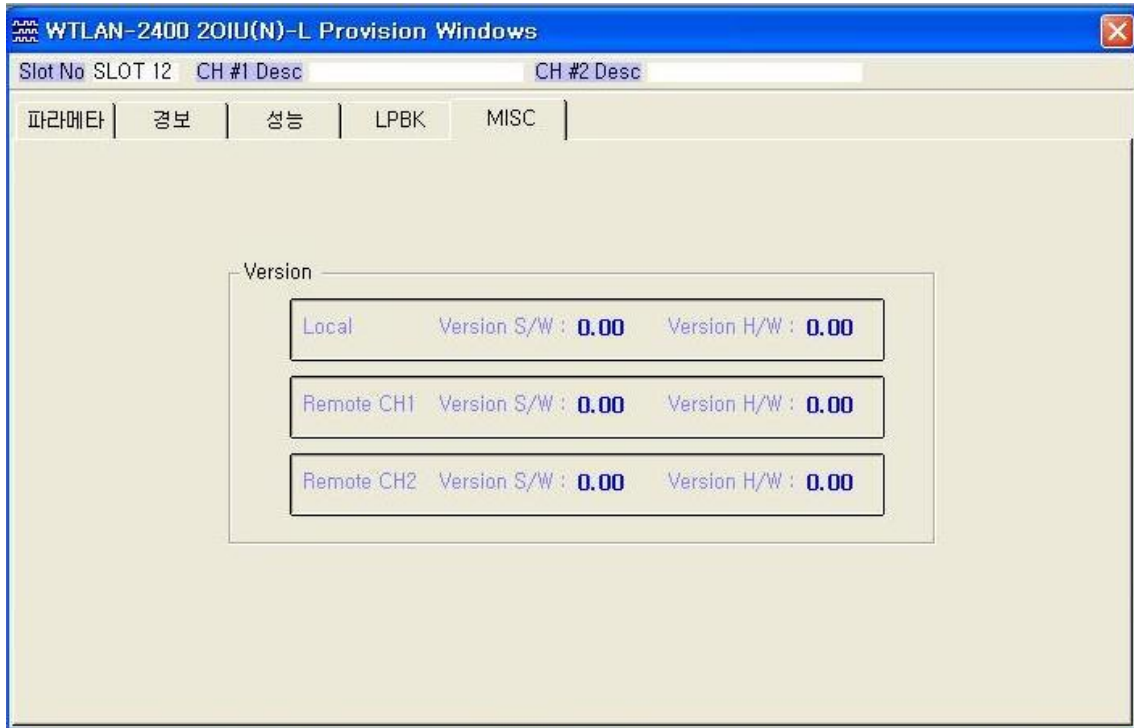 WTLAN-2400 2OIU(N)-L Provision Windows
Slot No SLOT 12 CH #1 Desc CH #2 Desc
파라메타 경보 성능 LPBK MISC
Version
Local Version S/W : 0.00 Version H/W : 0.00
Remote CH1 Version S/W : 0.00 Version H/W : 0.00
Remote CH2 Version S/W : 0.00 Version H/W : 0.00